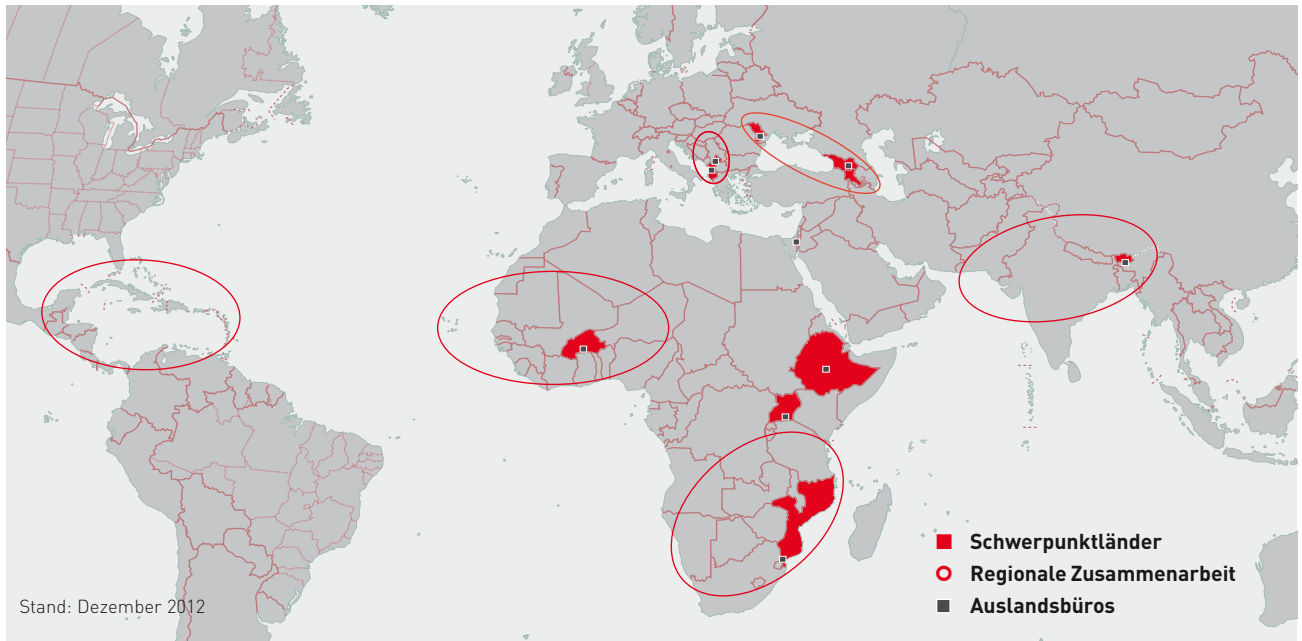 Schwerpunktländer
Regionale Zusammenarbeit
Auslandsbüros
Stand: Dezember 2012